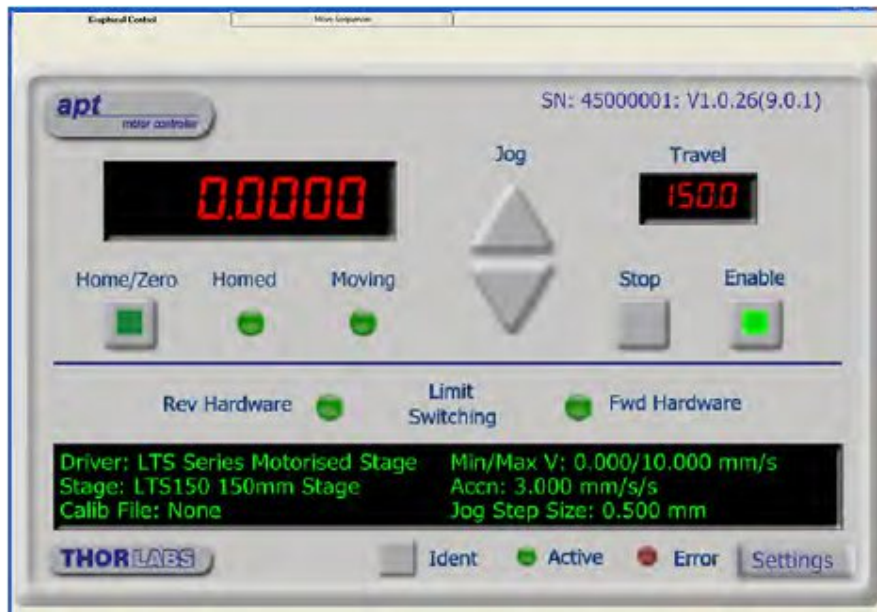 Graphical Control
Move Sequencer
apt
motor controller
SN: 45000001: V1.0.26(9.0.1)
Jog
Travel
0.0000
150.0
Home/Zero
Homed
Moving
Stop
Enable
Rev Hardware
Limit
Switching
Fwd Hardware
Driver: LTS Series Motorised Stage
Stage: LTS150 150mm Stage
Calib File: None
Min/Max V: 0.000/10.000 mm/s
Accn: 3.000 mm/s/s
Jog Step Size: 0.500 mm
THORLABS
Ident
Active
Error
Settings